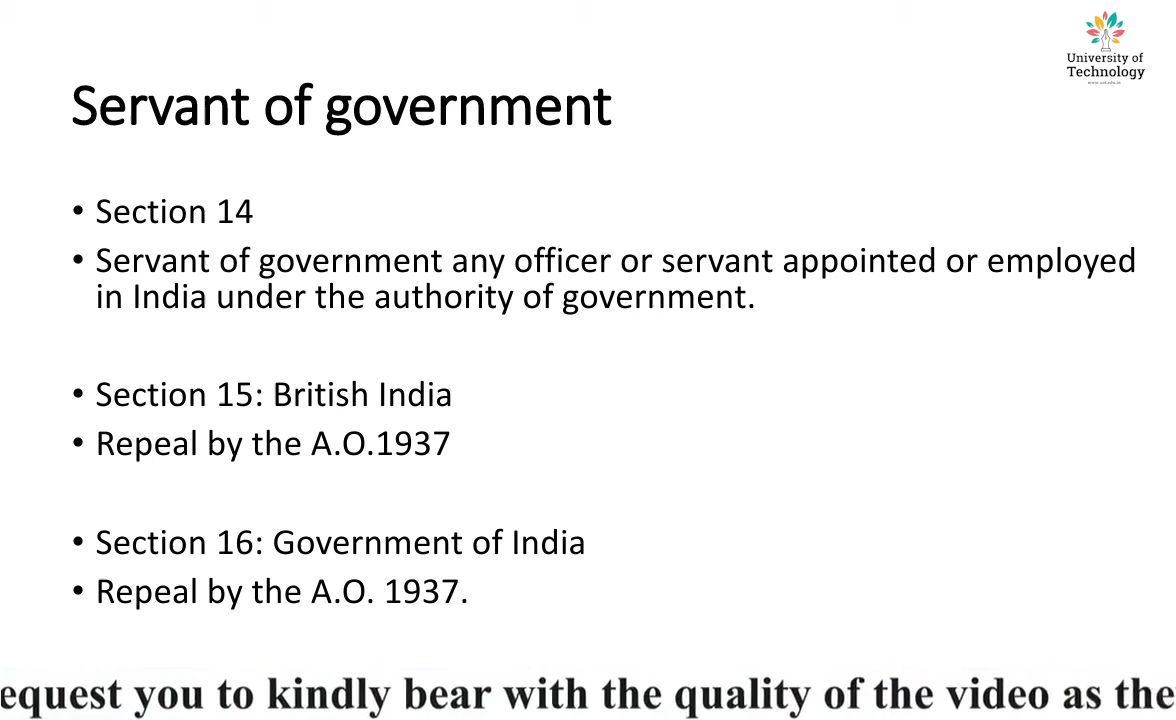 University of
Technology
Servant of government
• Section 14
• Servant of government any officer or servant appointed or employed
in India under the authority of government.
• Section 15: British India
• Repeal by the A.O.1937
• Section 16: Government of India
• Repeal by the A.O. 1937.
equest you to kindly bear with the quality of the video as the